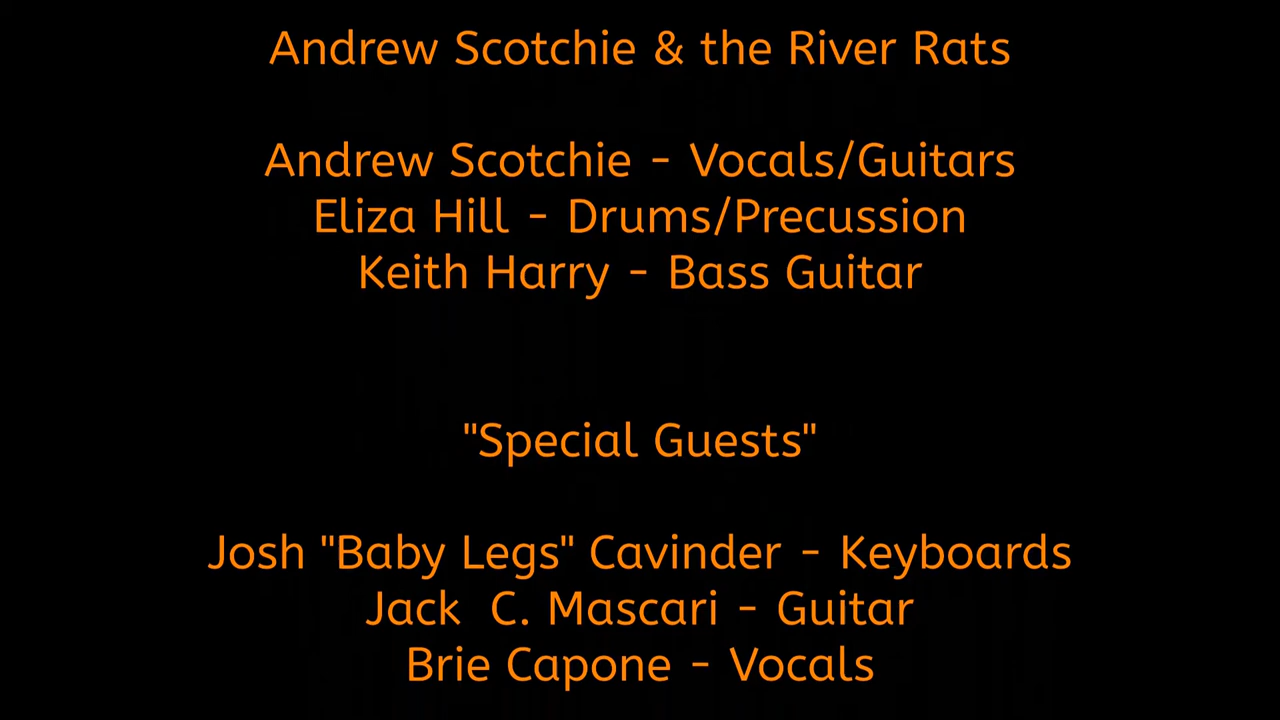 Andrew Scotchie & the River Rats
Andrew Scotchie - Vocals/Guitars
Eliza Hill - Drums/Precussion
Keith Harry - Bass Guitar
"Special Guests"
Josh "Baby Legs" Cavinder - Keyboards
Jack  C. Mascari - Guitar
Brie Capone - Vocals